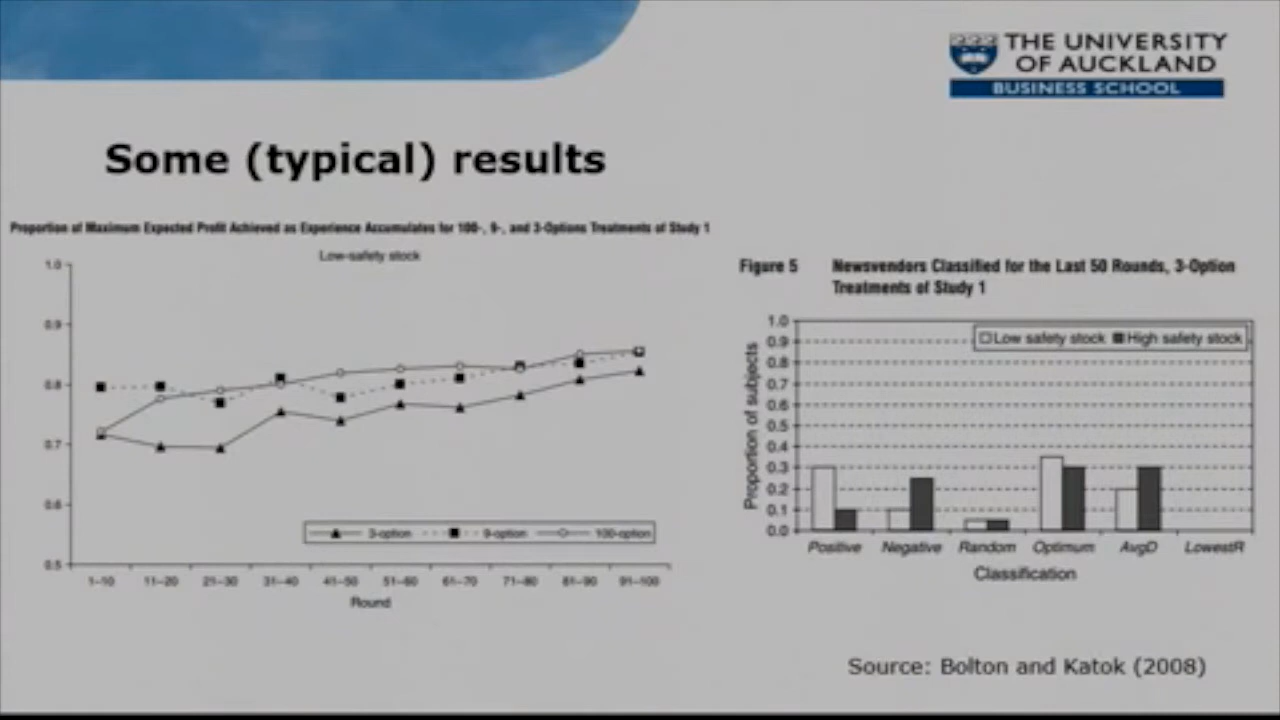 THE UNIVERSITY
OF AUCKLAND
BUSINESS SCHOOL
Some (typical) results
Proportion of Maximum Expected Profit Achieved as Experience Accumulates for 100-, 9-, and 3-Options Treatments of Study 1
Low-safety stock
1.0
0.9
0.8
0.7
0.6
0.5
3-option 9-option 100-option
1–10 11–20 21–30 31–40 41–50 51–60 61–70 71–80 81–90 91–100
Round
Figure 5 Newsvendors Classified for the Last 50 Rounds, 3-Option
Treatments of Study 1
Proportion of subjects
1.0
0.9
0.8
0.7
0.6
0.5
0.4
0.3
0.2
0.1
0.0
Low safety stock High safety stock
Positive Negative Random Optimum AvgD LowestR
Classification
Source: Bolton and Katok (2008)